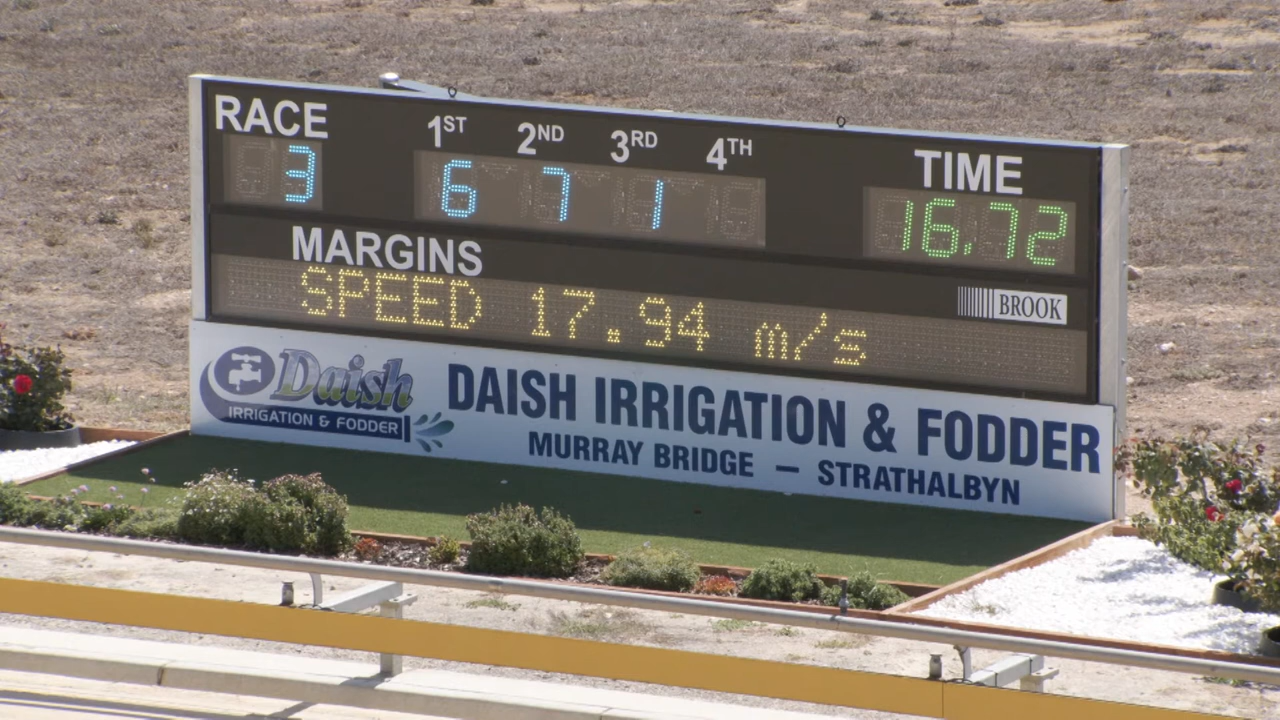 RACE 1ST 2ND 3RD 4TH TIME
3 6 7 1 16.72
MARGINS
SPEED 17.94 m/s
BROOK
Daish
IRRIGATION & FODDER
DAISH IRRIGATION & FODDER
MURRAY BRIDGE — STRATHALBYN